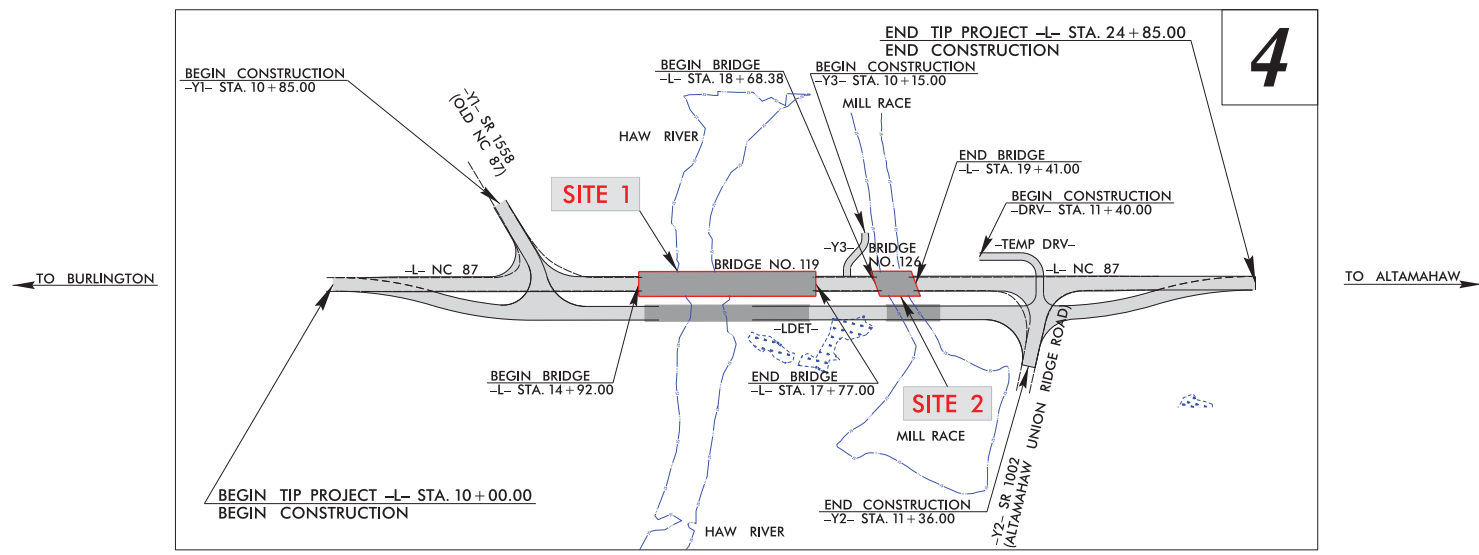 END TIP PROJECT -L- STA. 24+85.00
END CONSTRUCTION
4
BEGIN CONSTRUCTION
-Y1- STA. 10+85.00
BEGIN BRIDGE
-L- STA. 18+68.38
BEGIN CONSTRUCTION
-Y3- STA. 10+15.00
MILL RACE
-Y1- SR 1558
(OLD NC 87)
HAW RIVER
END BRIDGE
-L- STA. 19+41.00
SITE 1
BEGIN CONSTRUCTION
-DRV- STA. 11+40.00
-Y3-
BRIDGE
NO. 126
-TEMP DRV-
TO BURLINGTON
-L- NC 87
BRIDGE NO. 119
-L- NC 87
TO ALTAMAHAW
-LDET-
BEGIN BRIDGE
-L- STA. 14+92.00
END BRIDGE
-L- STA. 17+77.00
SITE 2
MILL RACE
-Y2- SR 1002
(ALTAMAHAW UNION RIDGE ROAD)
BEGIN TIP PROJECT -L- STA. 10+00.00
BEGIN CONSTRUCTION
END CONSTRUCTION
-Y2- STA. 11+36.00
HAW RIVER